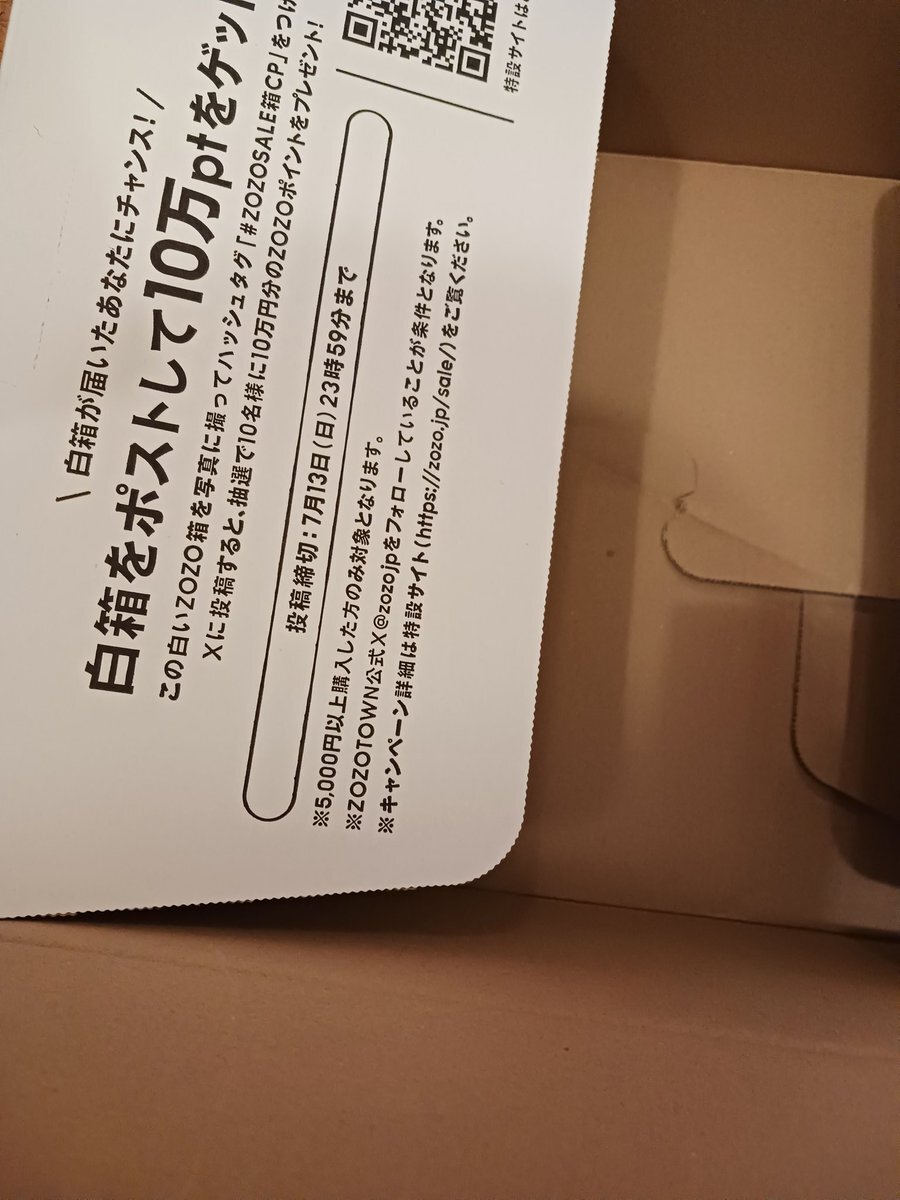 \ 白箱が届いたあなたにチャンス! /
白箱をポストして10万ptをゲット
この白いZOZO箱を写真に撮ってハッシュタグ「#ZOZOSALE箱CP」をつけ
Xに投稿すると、抽選で10名様に10万円分のZOZOポイントをプレゼント!
投稿締切:7月13日(日)23時59分まで
※5,000円以上購入した方のみ対象となります。
※ZOZOTOWN公式X@zozojpをフォローしていることが条件となります。
※キャンペーン詳細は特設サイト(https://zozo.jp/sale/)をご覧ください。
特設サイトは